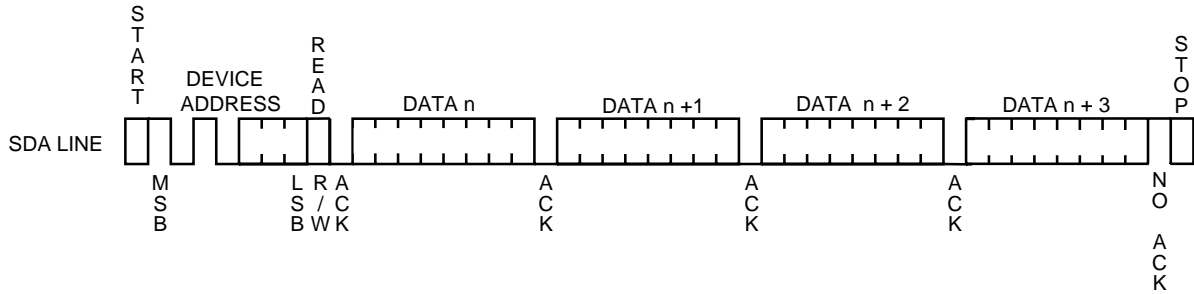 START
DEVICE
ADDRESS
READ
DATA n
DATA n +1
DATA n + 2
DATA n + 3
STOP
SDA LINE
MSB
LSB
R/W
ACK
ACK
ACK
ACK
NO ACK